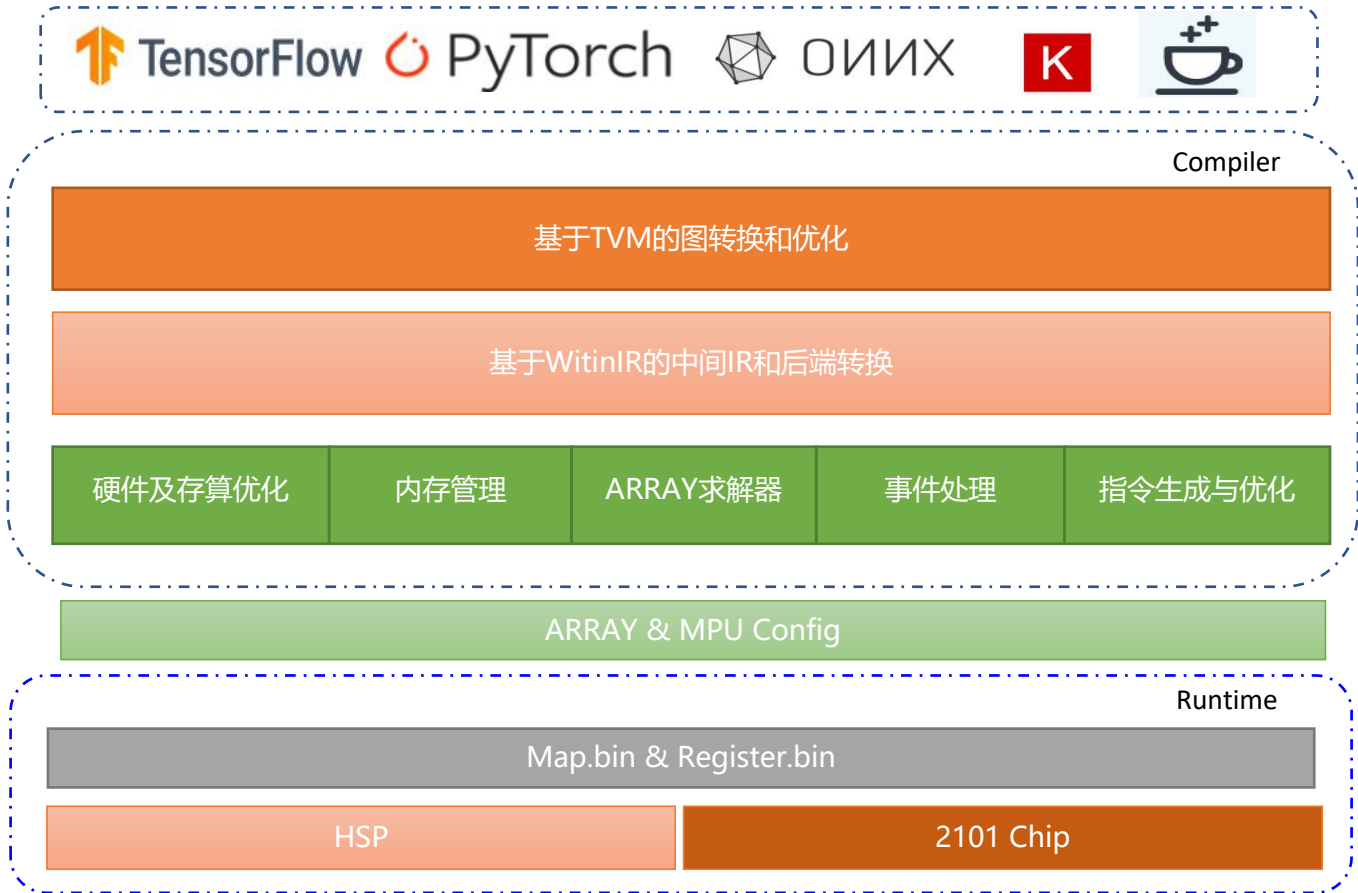 TensorFlow PyTorch ONNX K ++
Compiler
基于TVM的图转换和优化
基于WitinIR的中间IR和后端转换
硬件及存算优化 内存管理 ARRAY求解器 事件处理 指令生成与优化
ARRAY & MPU Config
Runtime
Map.bin & Register.bin
HSP 2101 Chip